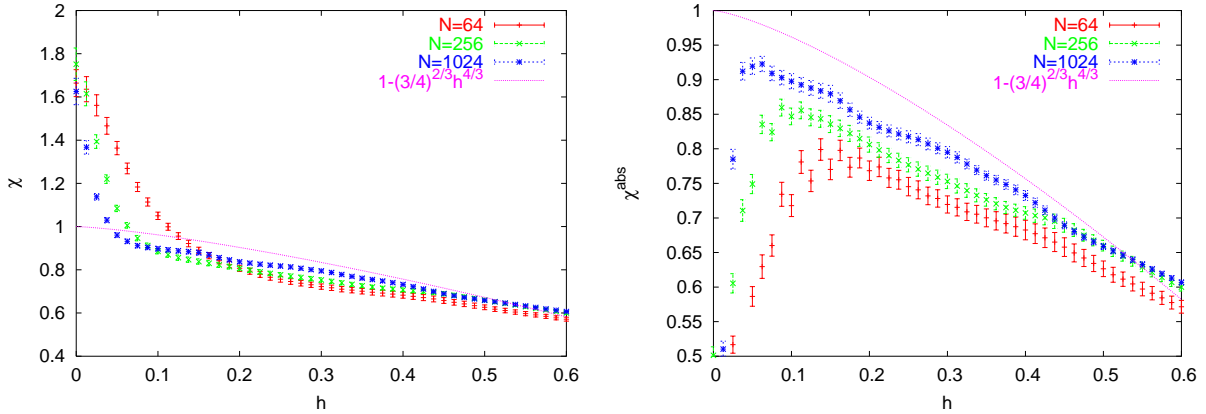 2
1.8
1.6
1.4
1.2
1
0.8
0.6
0.4
0 0.1 0.2 0.3 0.4 0.5 0.6
χ
h
N=64
N=256
N=1024
1-(3/4)^{2/3}h^{4/3}
1
0.95
0.9
0.85
0.8
0.75
0.7
0.65
0.6
0.55
0.5
0 0.1 0.2 0.3 0.4 0.5 0.6
χ^{abs}
h
N=64
N=256
N=1024
1-(3/4)^{2/3}h^{4/3}